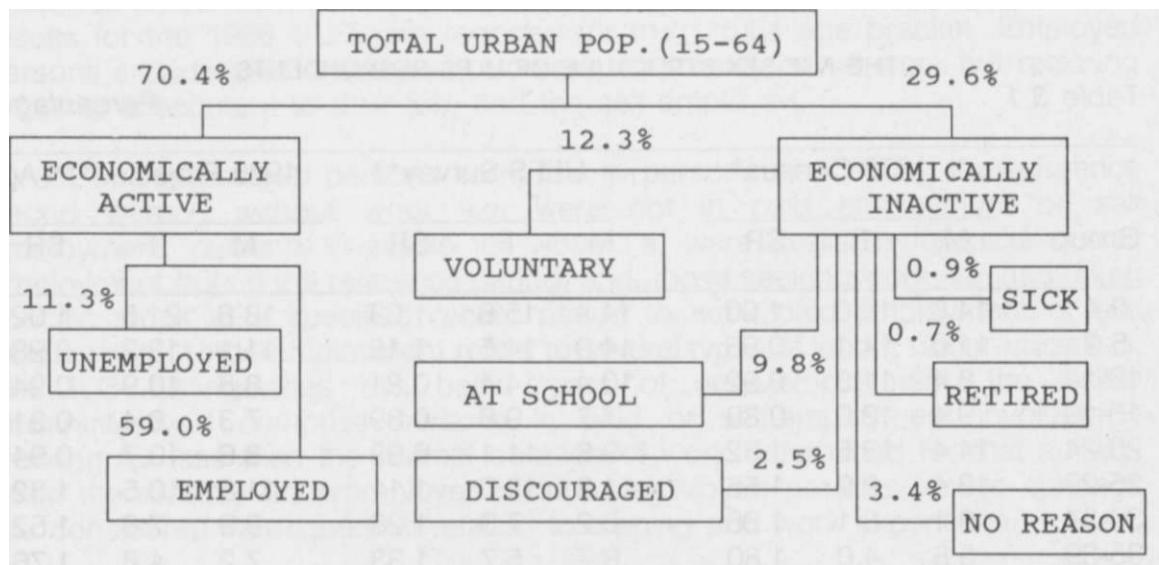 TOTAL URBAN POP.(15-64)
70.4%
29.6%
12.3%
ECONOMICALLY
ACTIVE
ECONOMICALLY
INACTIVE
VOLUNTARY
0.9%
SICK
11.3%
0.7%
UNEMPLOYED
9.8%
AT SCHOOL
RETIRED
59.0%
2.5%
EMPLOYED
DISCOURAGED
3.4%
NO REASON